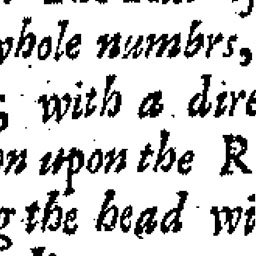 whole numbrs,
; with a dire
on upon the R
g the head wi